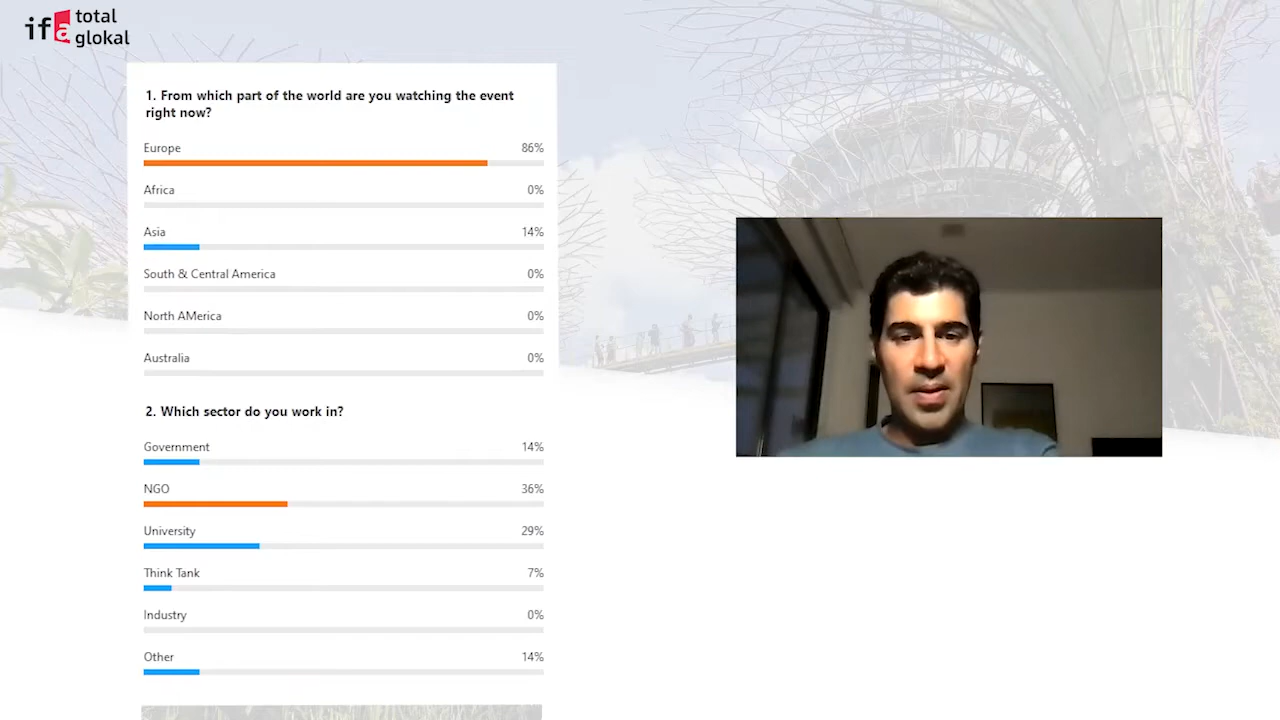 ifa total
glokal
1. From which part of the world are you watching the event
right now?
Europe 86%
Africa 0%
Asia 14%
South & Central America 0%
North AMerica 0%
Australia 0%
2. Which sector do you work in?
Government 14%
NGO 36%
University 29%
Think Tank 7%
Industry 0%
Other 14%